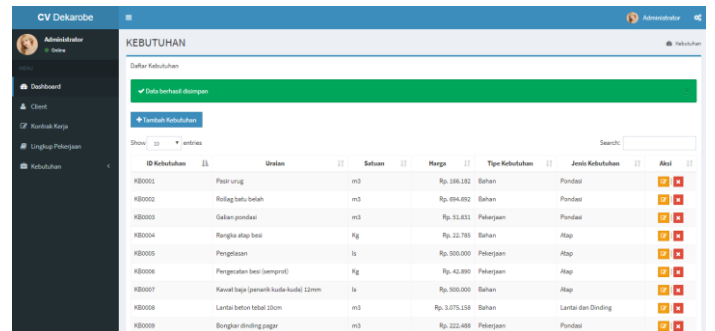 CV Dekarobe
Administrator
Administrator
Online
KEBUTUHAN
Kebutuhan
MENU
Daftar Kebutuhan
Dashboard
Data berhasil disimpan
Client
Kontrak Kerja
Tambah Kebutuhan
Lingkup Pekerjaan
Show 10 entries
Search:
Kebutuhan
ID Kebutuhan Uraian Satuan Harga Tipe Kebutuhan Jenis Kebutuhan Aksi
KB0001 Pasir urug m3 Rp. 166.182 Bahan Pondasi
KB0002 Rollag batu belah m3 Rp. 694.692 Bahan Pondasi
KB0003 Galian pondasi m3 Rp. 51.831 Pekerjaan Pondasi
KB0004 Rangka atap besi Kg Rp. 22.785 Bahan Atap
KB0005 Pengelasan ls Rp. 500.000 Pekerjaan Atap
KB0006 Pengecatan besi (semprot) Kg Rp. 42.890 Pekerjaan Atap
KB0007 Kawat baja (penarik kuda-kuda) 12mm ls Rp. 500.000 Bahan Atap
KB0008 Lantai beton tebal 10cm m3 Rp. 3.075.158 Bahan Lantai dan Dinding
KB0009 Bongkar dinding pagar m3 Rp. 222.488 Pekerjaan Pondasi